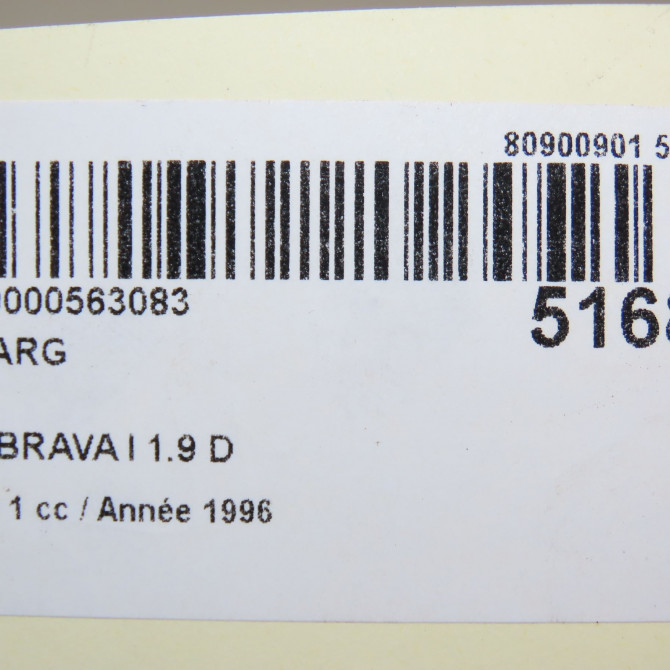 80900901 5
000563083
5168
ARG
BRAVA I 1.9 D
1 cc / Année 1996